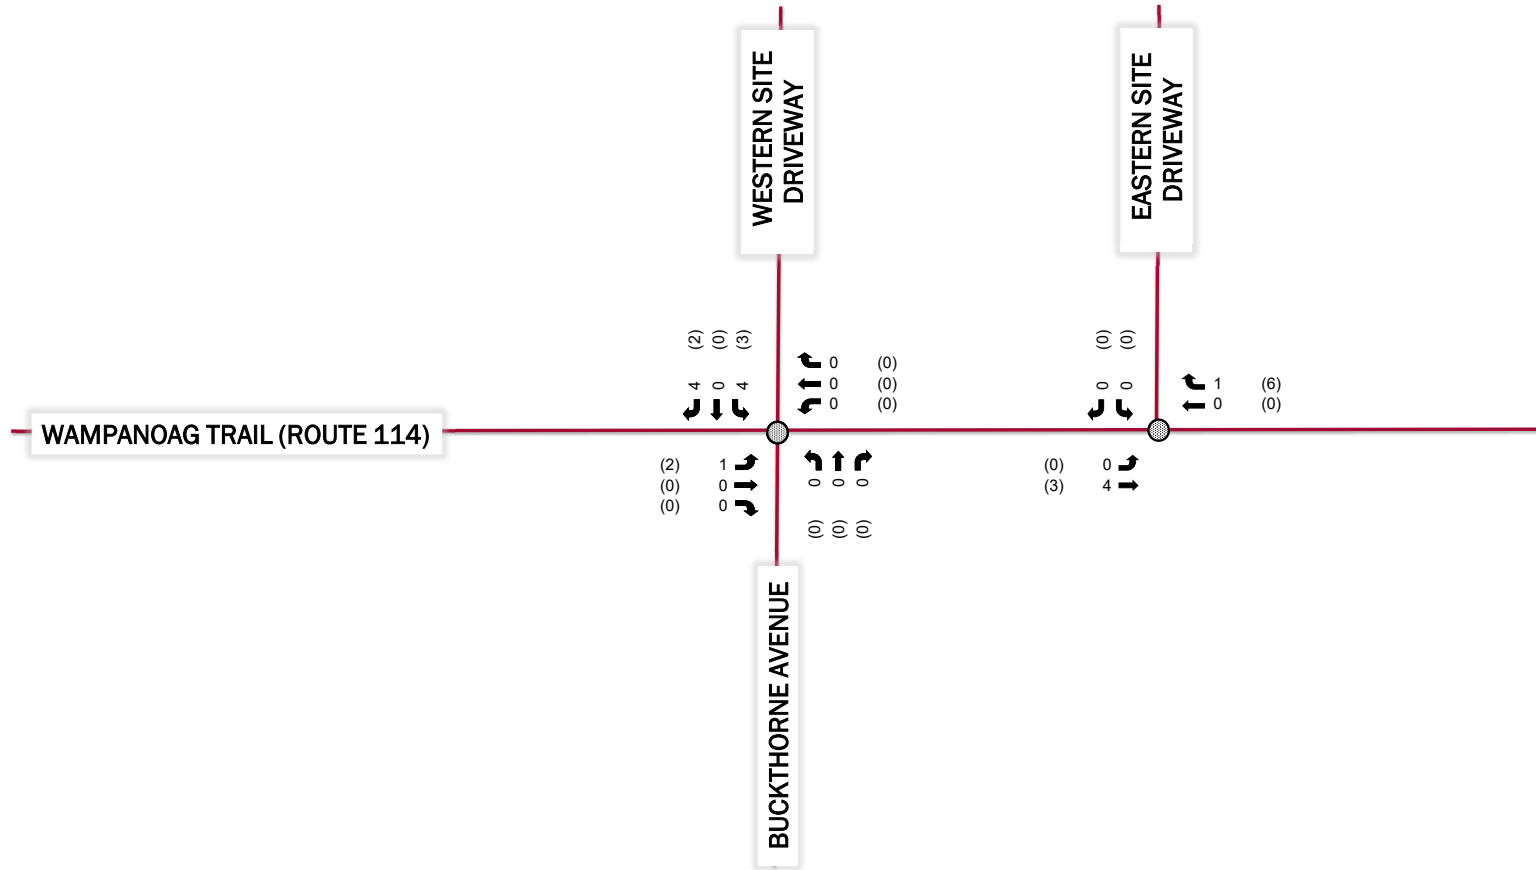 WESTERN SITE
DRIVEWAY
EASTERN SITE
DRIVEWAY
(2) (0) (3)
4 0 4
0 (0)
0 (0)
0 (0)
(0) (0)
0 0
1 (6)
0 (0)
WAMPANOAG TRAIL (ROUTE 114)
(2) 1
(0) 0
(0) 0
0 0 0
(0) (0) (0)
(0) 0
(3) 4
BUCKTHORNE AVENUE